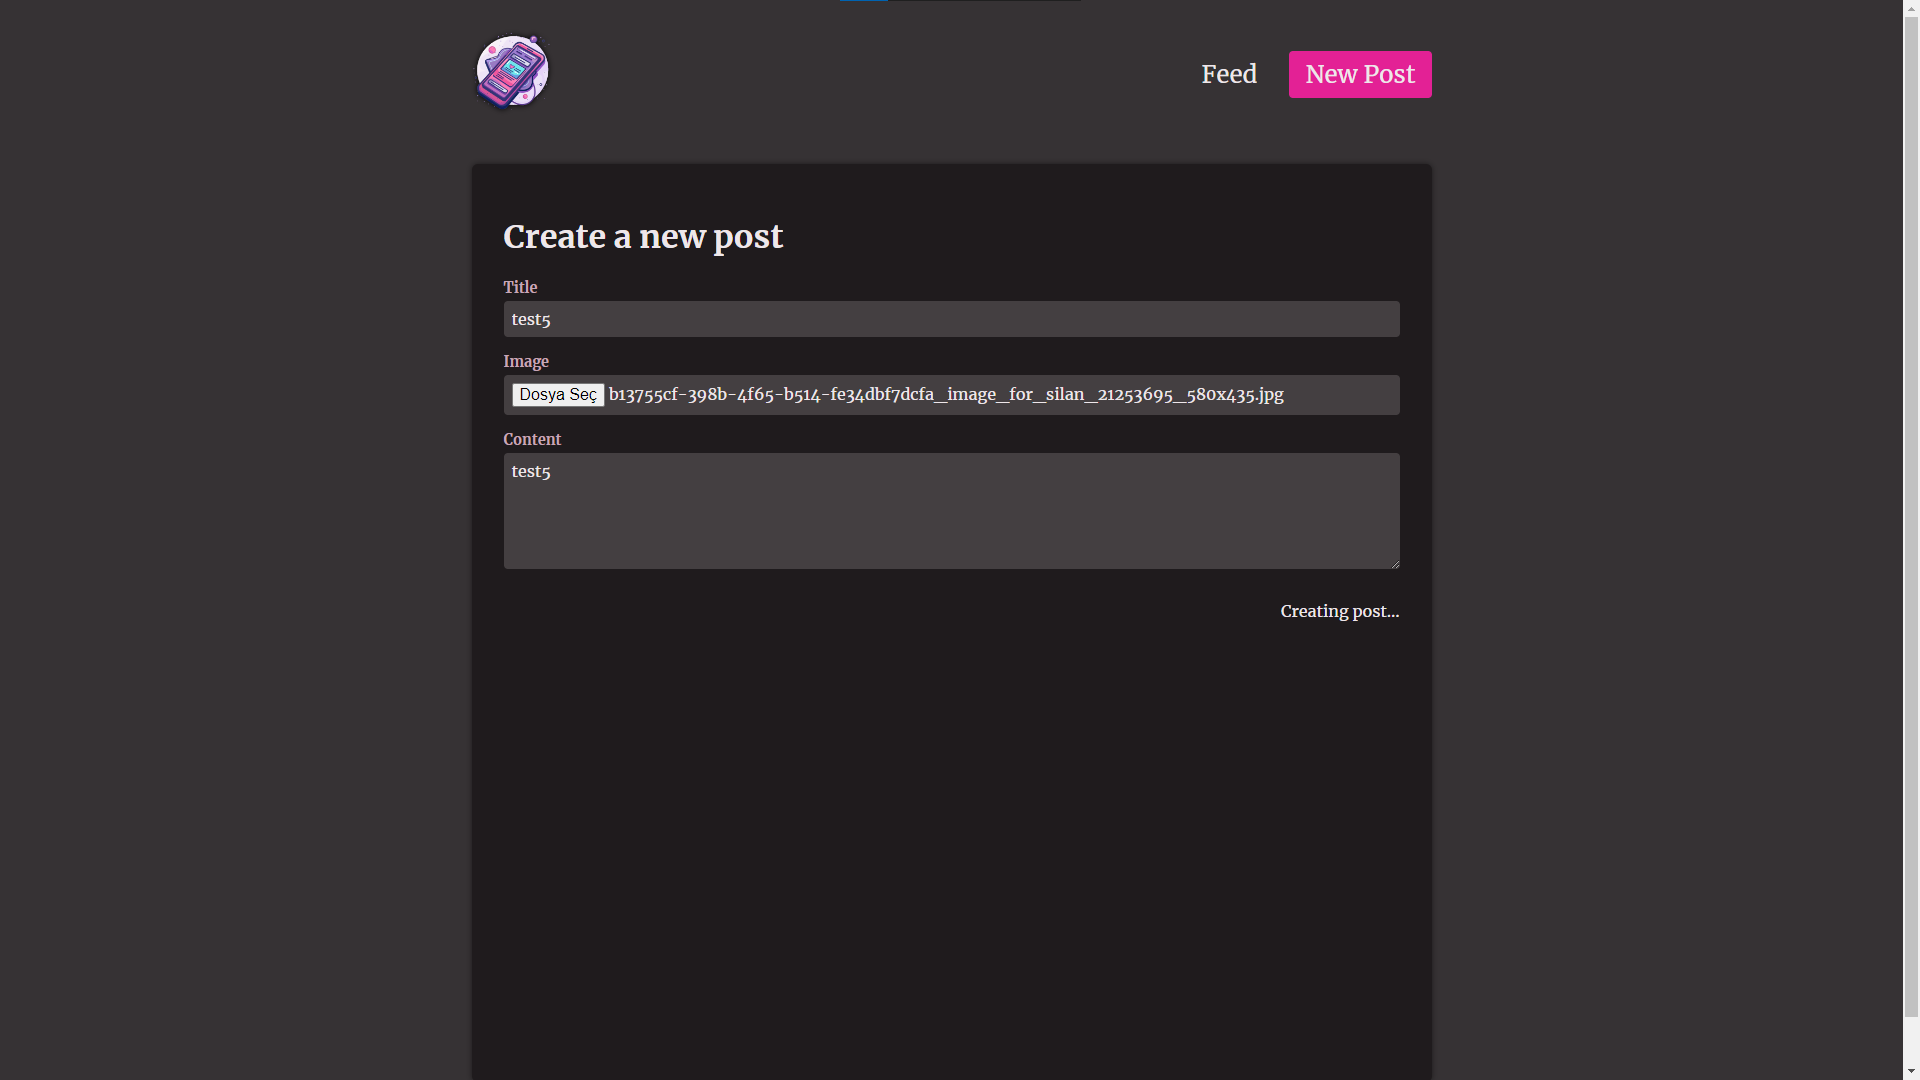 Feed
New Post
Create a new post
Title
test5
Image
Dosya Seç b13755cf-398b-4f65-b514-fe34dbf7dcfa_image_for_silan_21253695_580x435.jpg
Content
test5
Creating post...